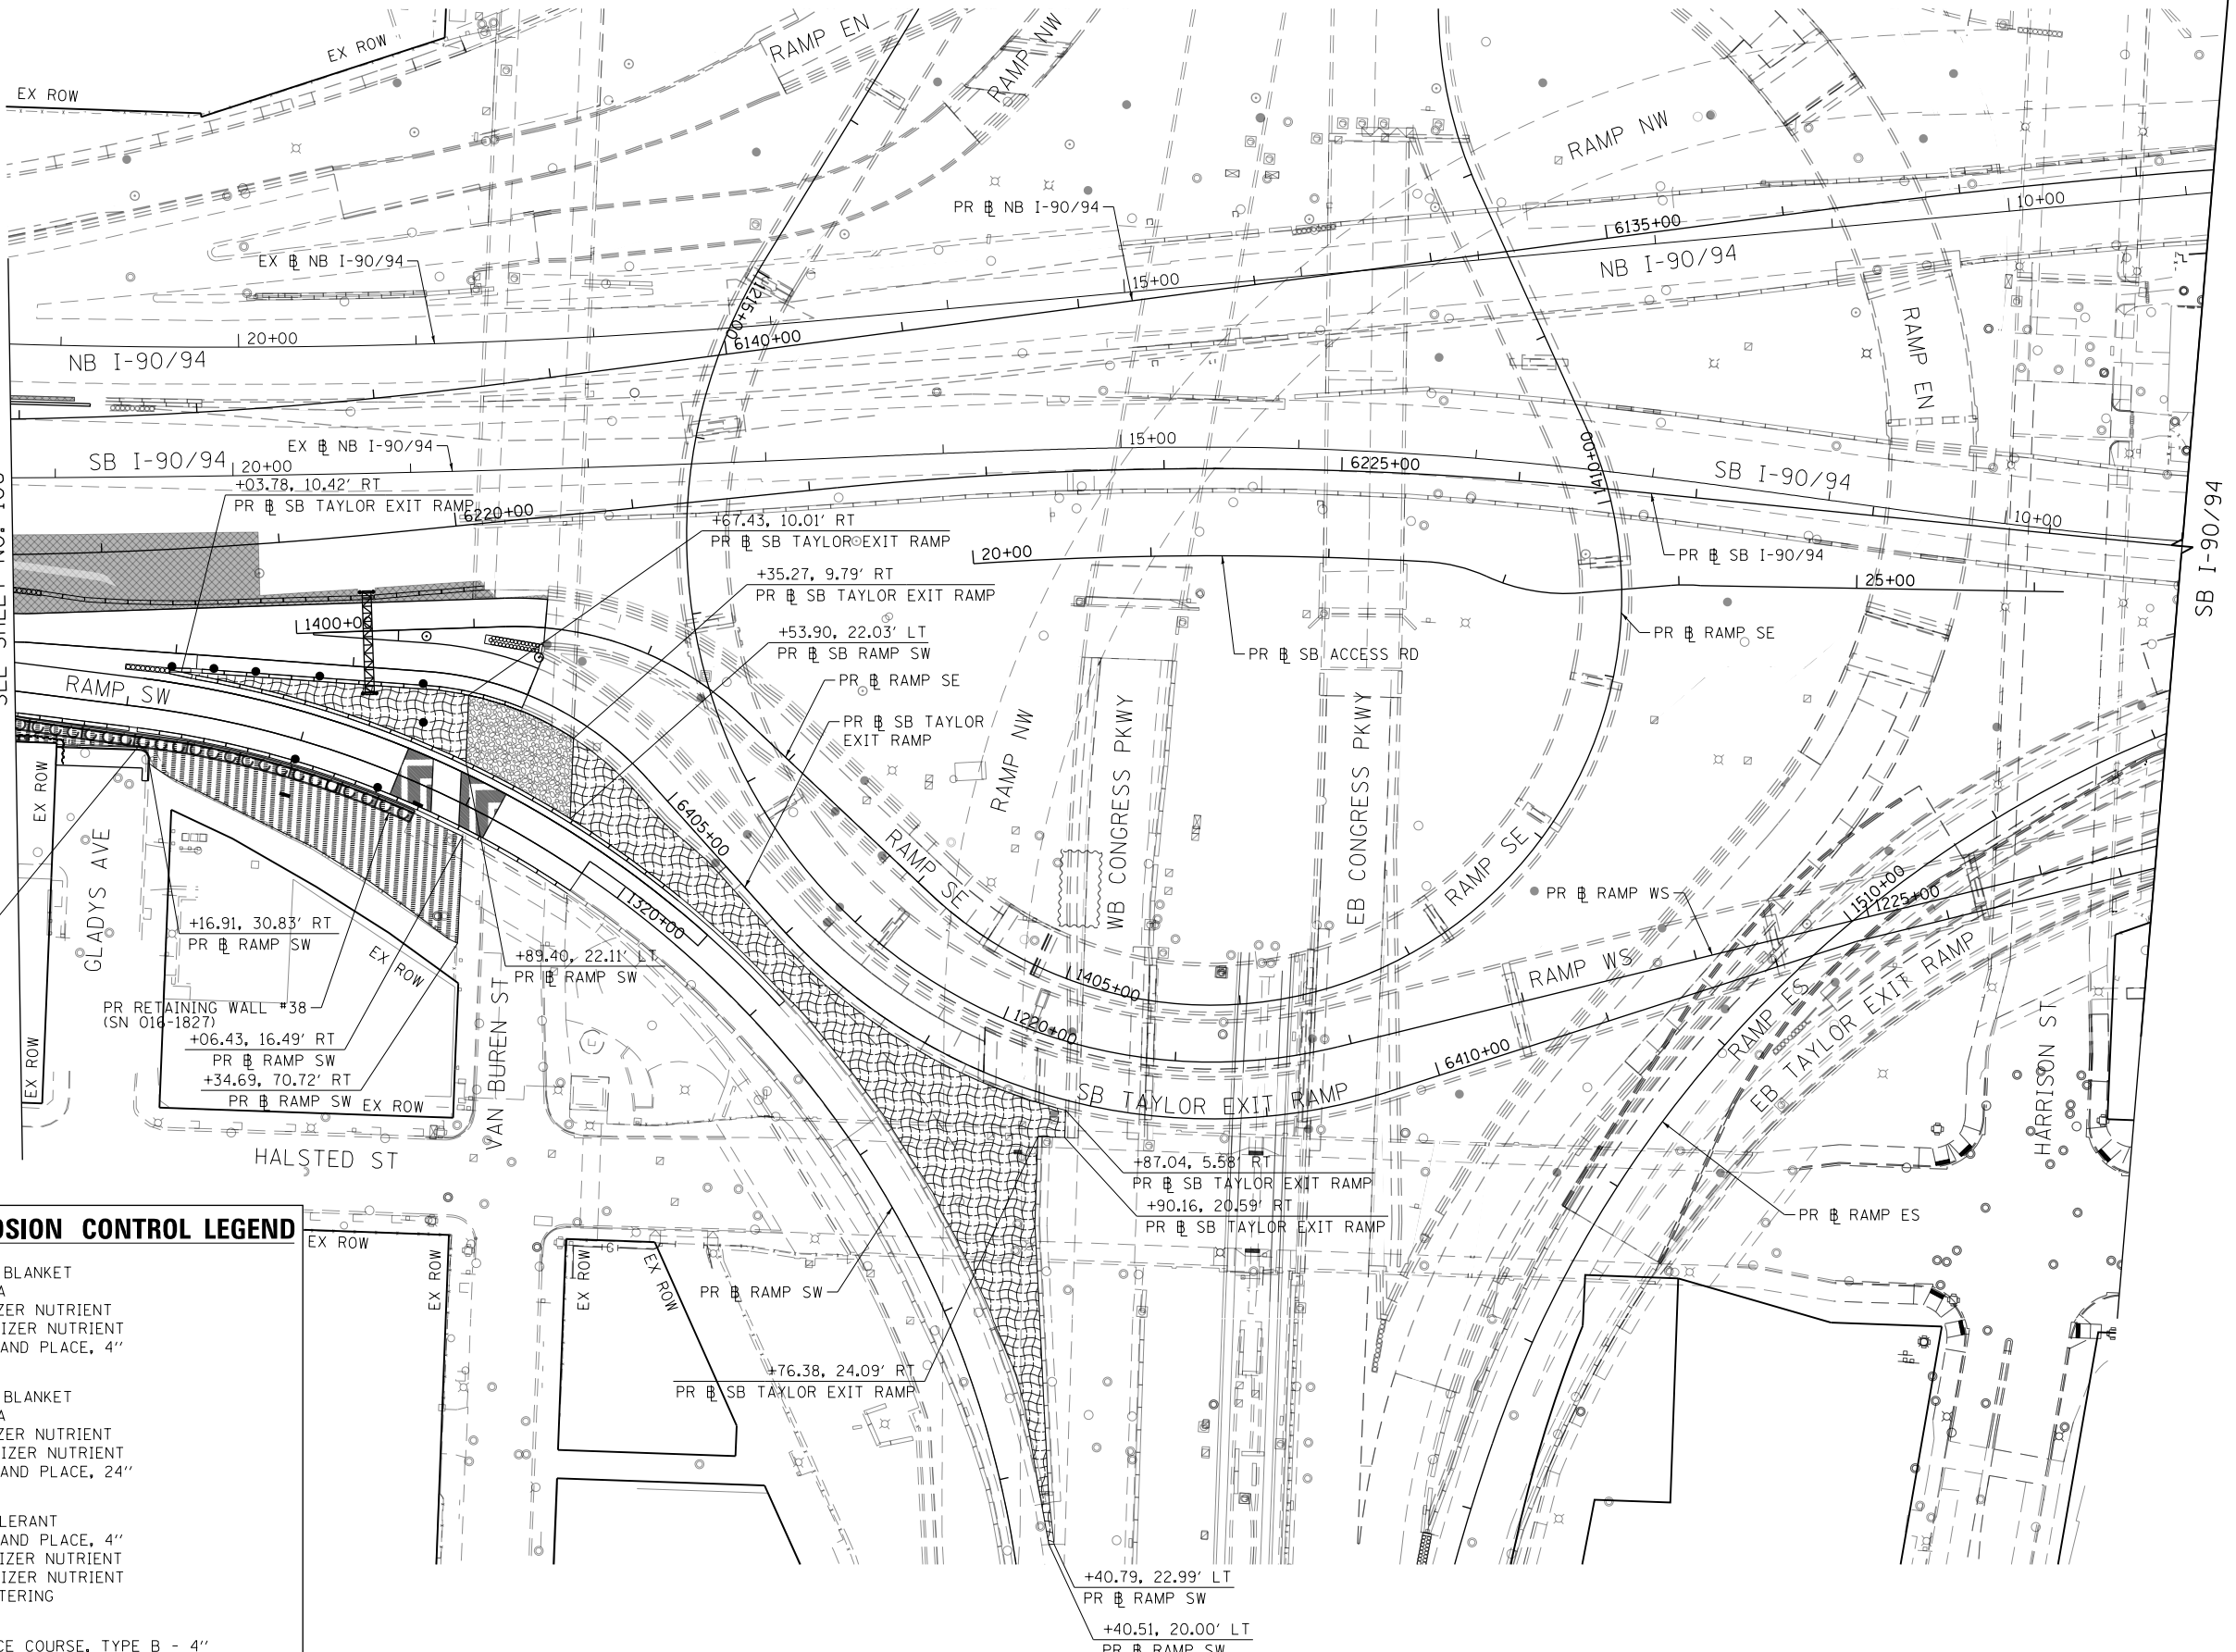 EX ROW
EX ROW
RAMP EN
RAMP NW
RAMP NW
PR ⅊ NB I-90/94
6135+00
10+00
EX ⅊ NB I-90/94
NB I-90/94
15+00
1215+00
20+00
6140+00
NB I-90/94
RAMP EN
EX ⅊ NB I-90/94
15+00
SB I-90/94
20+00
6225+00
1410+00
SB I-90/94
+03.78, 10.42' RT
PR ⅊ SB TAYLOR EXIT RAMP
6220+00
+67.43, 10.01' RT
PR ⅊ SB TAYLOR EXIT RAMP
10+00
SB I-90/94
20+00
PR ⅊ SB I-90/94
+35.27, 9.79' RT
PR ⅊ SB TAYLOR EXIT RAMP
25+00
1400+0
+53.90, 22.03' LT
PR ⅊ SB RAMP SW
PR ⅊ RAMP SE
PR ⅊ SB ACCESS RD
RAMP SW
PR ⅊ RAMP SE
PR ⅊ SB TAYLOR
EXIT RAMP
RAMP NW
WB CONGRESS PKWY
EB CONGRESS PKWY
EX ROW
GLADYS AVE
6405+00
RAMP SE
RAMP SE
PR ⅊ RAMP WS
1510+00
1225+00
1320+00
+16.91, 30.83' RT
PR ⅊ RAMP SW
EX ROW
+89.40, 22.11' LT
PR ⅊ RAMP SW
1405+00
RAMP WS
PR RETAINING WALL #38
(SN 016-1827)
1220+00
RAMP ES
EB TAYLOR EXIT RAMP
HARRISON ST
+06.43, 16.49' RT
PR ⅊ RAMP SW
6410+00
+34.69, 70.72' RT
PR ⅊ RAMP SW
EX ROW
EX ROW
VAN BUREN ST
SB TAYLOR EXIT RAMP
HALSTED ST
+87.04, 5.58' RT
PR ⅊ SB TAYLOR EXIT RAMP
+90.16, 20.59' RT
PR ⅊ SB TAYLOR EXIT RAMP
PR ⅊ RAMP ES
EX ROW
EX ROW
EX ROW
EX ROW
PR ⅊ RAMP SW
+76.38, 24.09' RT
PR ⅊ SB TAYLOR EXIT RAMP
+40.79, 22.99' LT
PR ⅊ RAMP SW
+40.51, 20.00' LT
PR ⅊ RAMP SW
CONTROL LEGEND
BLANKET
NUTRIENT
NUTRIENT
AND PLACE, 4"
BLANKET
NUTRIENT
NUTRIENT
AND PLACE, 24"
AND PLACE, 4"
NUTRIENT
NUTRIENT
COURSE, TYPE B - 4"